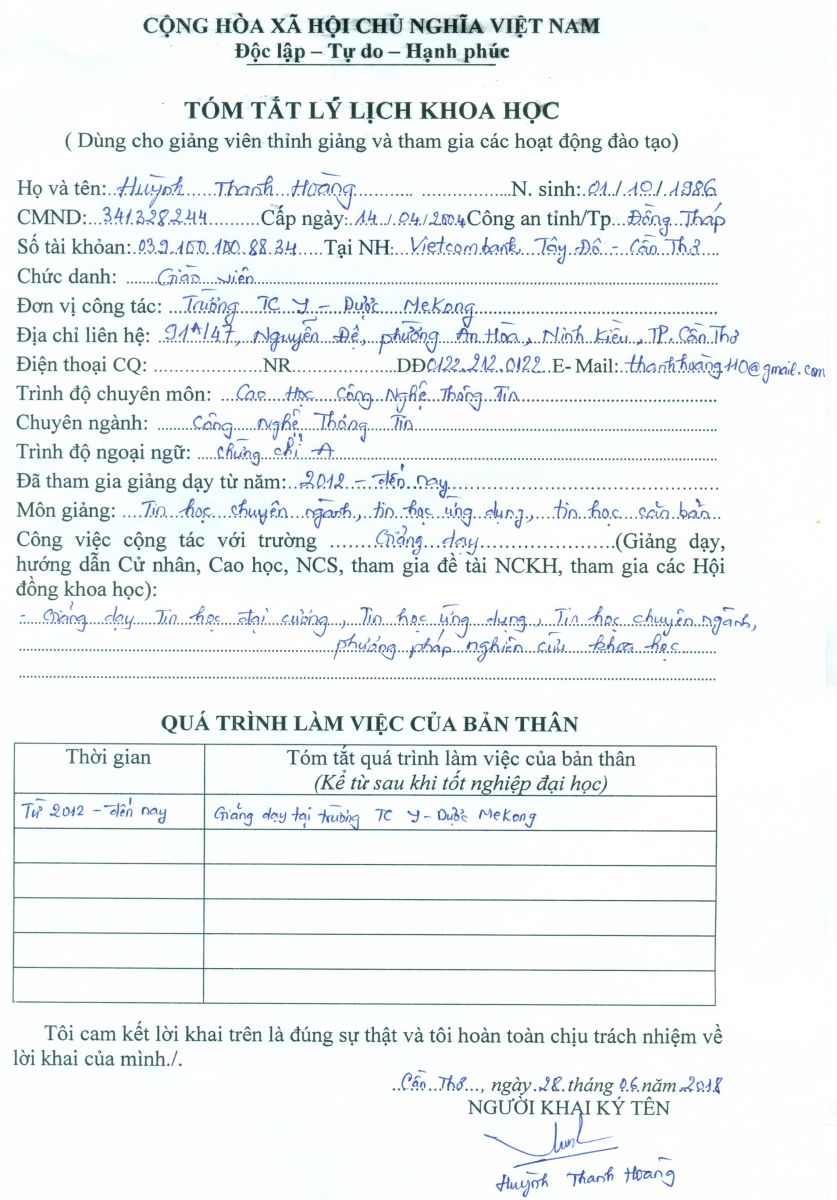 CỘNG HÒA XÃ HỘI CHỦ NGHĨA VIỆT NAM
Độc lập – Tự do – Hạnh phúc
TÓM TẮT LÝ LỊCH KHOA HỌC
( Dùng cho giảng viên thỉnh giảng và tham gia các hoạt động đào tạo)
Họ và tên: Huỳnh Thanh Hoàng N. sinh: 01/10/1986
CMND: 341328244 Cấp ngày: 14/04/2004 Công an tỉnh/Tp Đồng Tháp
Số tài khỏan: 039.100.100.88.34 Tại NH: Vietcombank Tây Đô - Cần Thơ
Chức danh: Giáo viên
Đơn vị công tác: Trường TC Y - Dược MeKong
Địa chỉ liên hệ: 91A/47, Nguyễn Đệ, phường An Hòa, Ninh Kiều, TP. Cần Thơ
Điện thoại CQ: NR DĐ 0122.212.0122 E- Mail: thanhhoang110@gmail.com
Trình độ chuyên môn: Cao Học Công Nghệ Thông Tin
Chuyên ngành: Công Nghệ Thông Tin
Trình độ ngoại ngữ: chứng chỉ A
Đã tham gia giảng dạy từ năm: 2012 - đến nay
Môn giảng: Tin học chuyên ngành, tin học ứng dụng, tin học căn bản
Công việc cộng tác với trường Giảng dạy (Giảng dạy,
hướng dẫn Cử nhân, Cao học, NCS, tham gia đề tài NCKH, tham gia các Hội
đồng khoa học):
- Giảng dạy Tin học đại cương, Tin học ứng dụng, Tin học chuyên ngành,
phương pháp nghiên cứu khoa học
QUÁ TRÌNH LÀM VIỆC CỦA BẢN THÂN
Thời gian Tóm tắt quá trình làm việc của bản thân
(Kể từ sau khi tốt nghiệp đại học)
Từ 2012 - đến nay Giảng dạy tại trường TC Y - Dược MeKong
Tôi cam kết lời khai trên là đúng sự thật và tôi hoàn toàn chịu trách nhiệm về
lời khai của mình./.
Cần Thơ, ngày 28 tháng 06 năm 2018
NGƯỜI KHAI KÝ TÊN
Huỳnh Thanh Hoàng